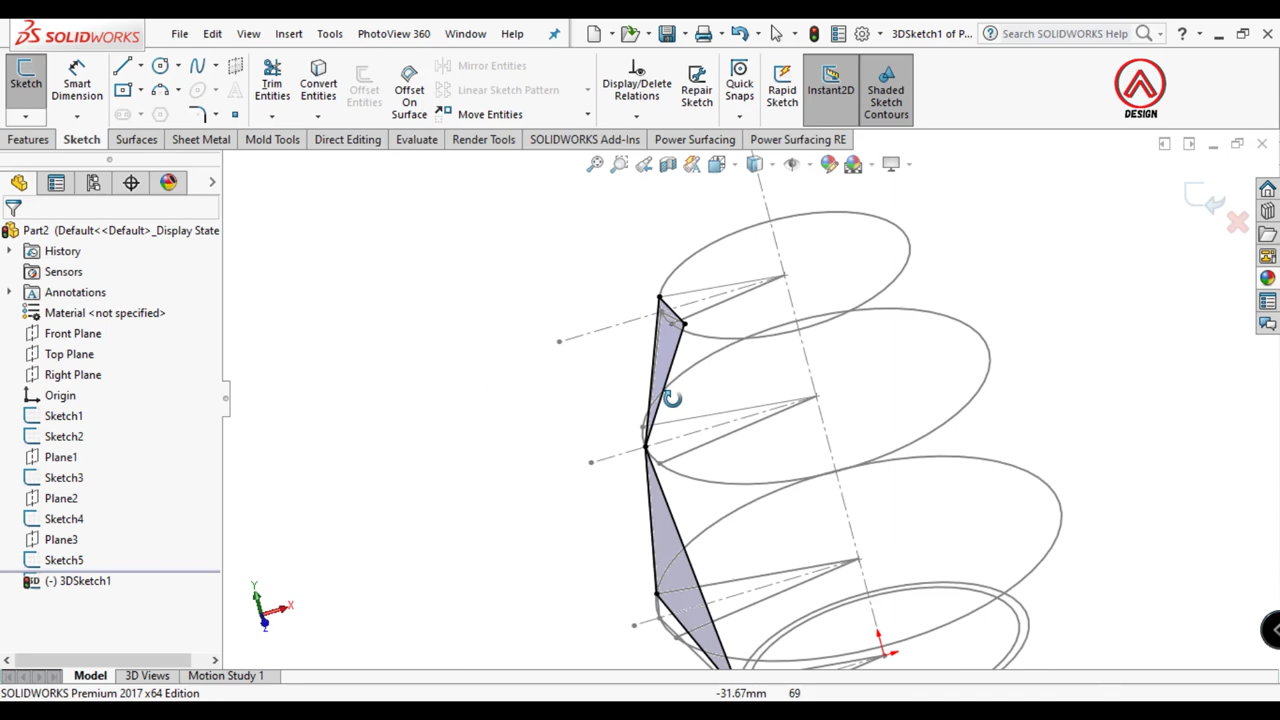 SOLIDWORKS
File
Edit
View
Insert
Tools
PhotoView 360
Window
Help
3DSketch1 of P...
Search SOLIDWORKS Help
?
Sketch
Smart Dimension
Trim Entities
Convert Entities
Offset Entities
Offset On Surface
Mirror Entities
Linear Sketch Pattern
Move Entities
Display/Delete Relations
Repair Sketch
Quick Snaps
Rapid Sketch
Instant2D
Shaded Sketch Contours
DESIGN
Features
Sketch
Surfaces
Sheet Metal
Mold Tools
Direct Editing
Evaluate
Render Tools
SOLIDWORKS Add-Ins
Power Surfacing
Power Surfacing RE
Part2 (Default<<Default>_Display State
History
Sensors
Annotations
Material <not specified>
Front Plane
Top Plane
Right Plane
Origin
Sketch1
Sketch2
Plane1
Sketch3
Plane2
Sketch4
Plane3
Sketch5
(-) 3DSketch1
Y
X
Z
Model
3D Views
Motion Study 1
SOLIDWORKS Premium 2017 x64 Edition
-31.67mm
69